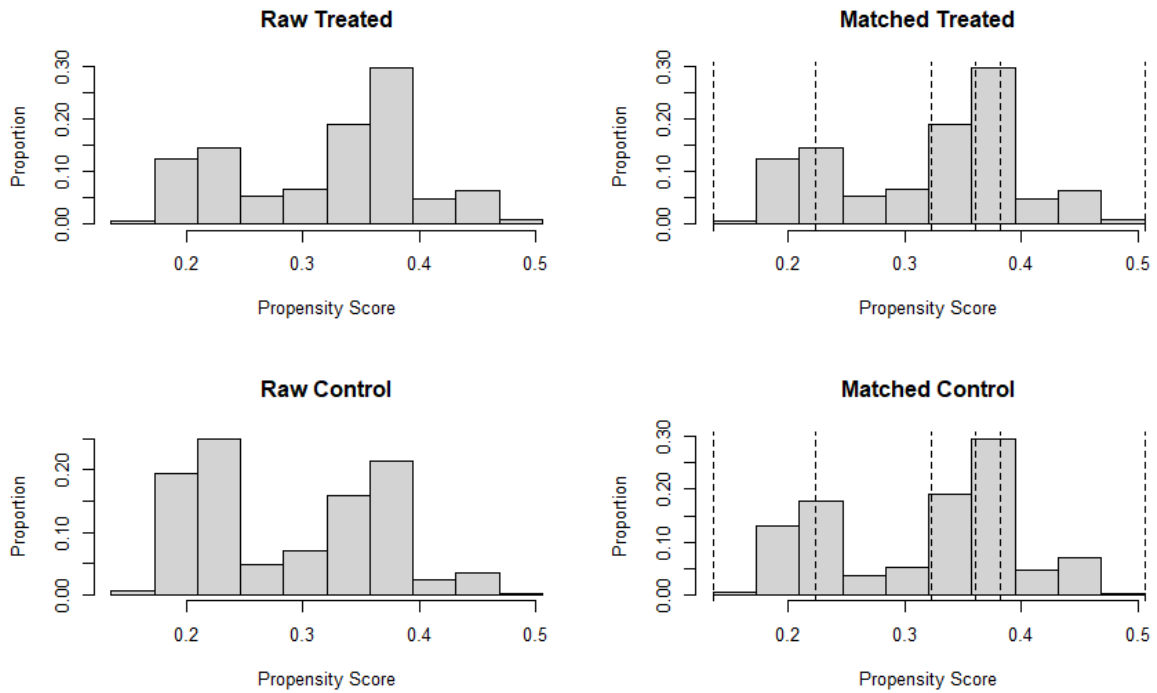 Raw Treated
Proportion
0.00 0.10 0.20 0.30
0.2 0.3 0.4 0.5
Propensity Score
Matched Treated
Proportion
0.00 0.10 0.20 0.30
0.2 0.3 0.4 0.5
Propensity Score
Raw Control
Proportion
0.00 0.10 0.20
0.2 0.3 0.4 0.5
Propensity Score
Matched Control
Proportion
0.00 0.10 0.20 0.30
0.2 0.3 0.4 0.5
Propensity Score